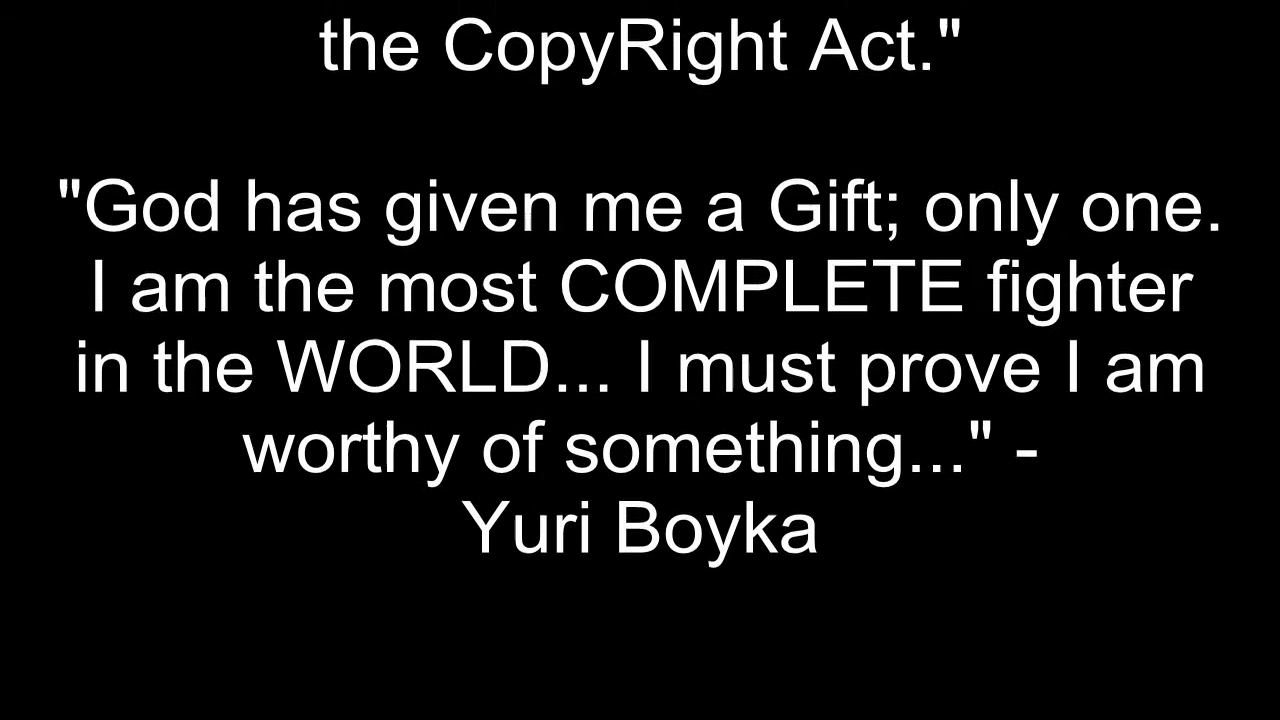 the CopyRight Act."
"God has given me a Gift; only one.
I am the most COMPLETE fighter
in the WORLD... I must prove I am
worthy of something..." -
Yuri Boyka